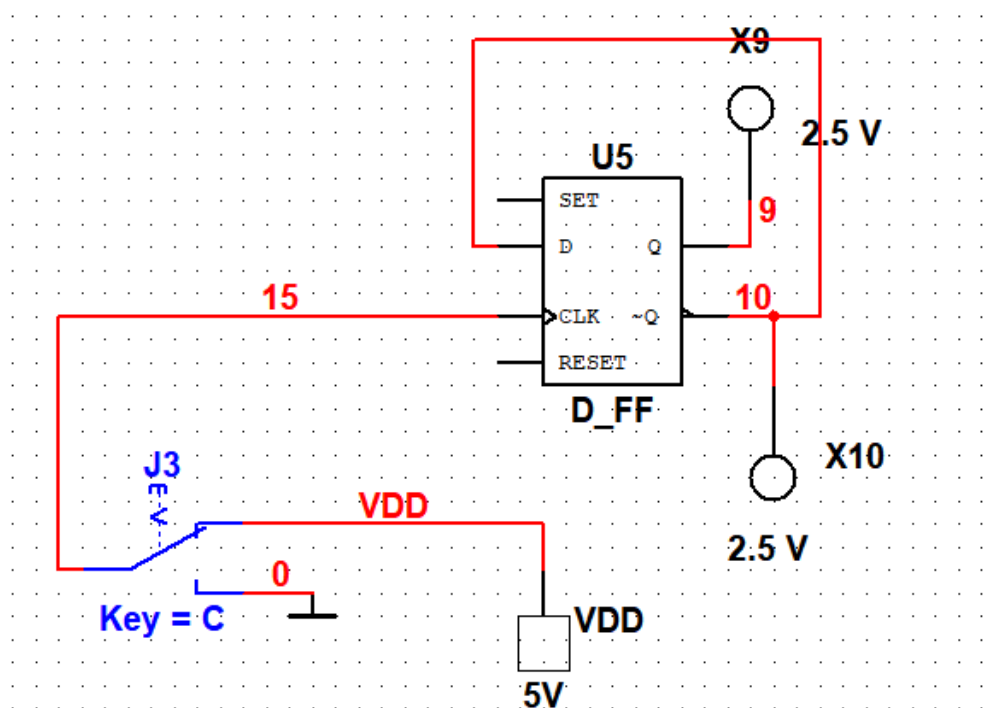 X9
2.5 V
U5
SET
9
D Q
15
10
CLK ~Q
RESET
D_FF
J3
X10
VDD
2.5 V
0
Key = C
VDD
5V